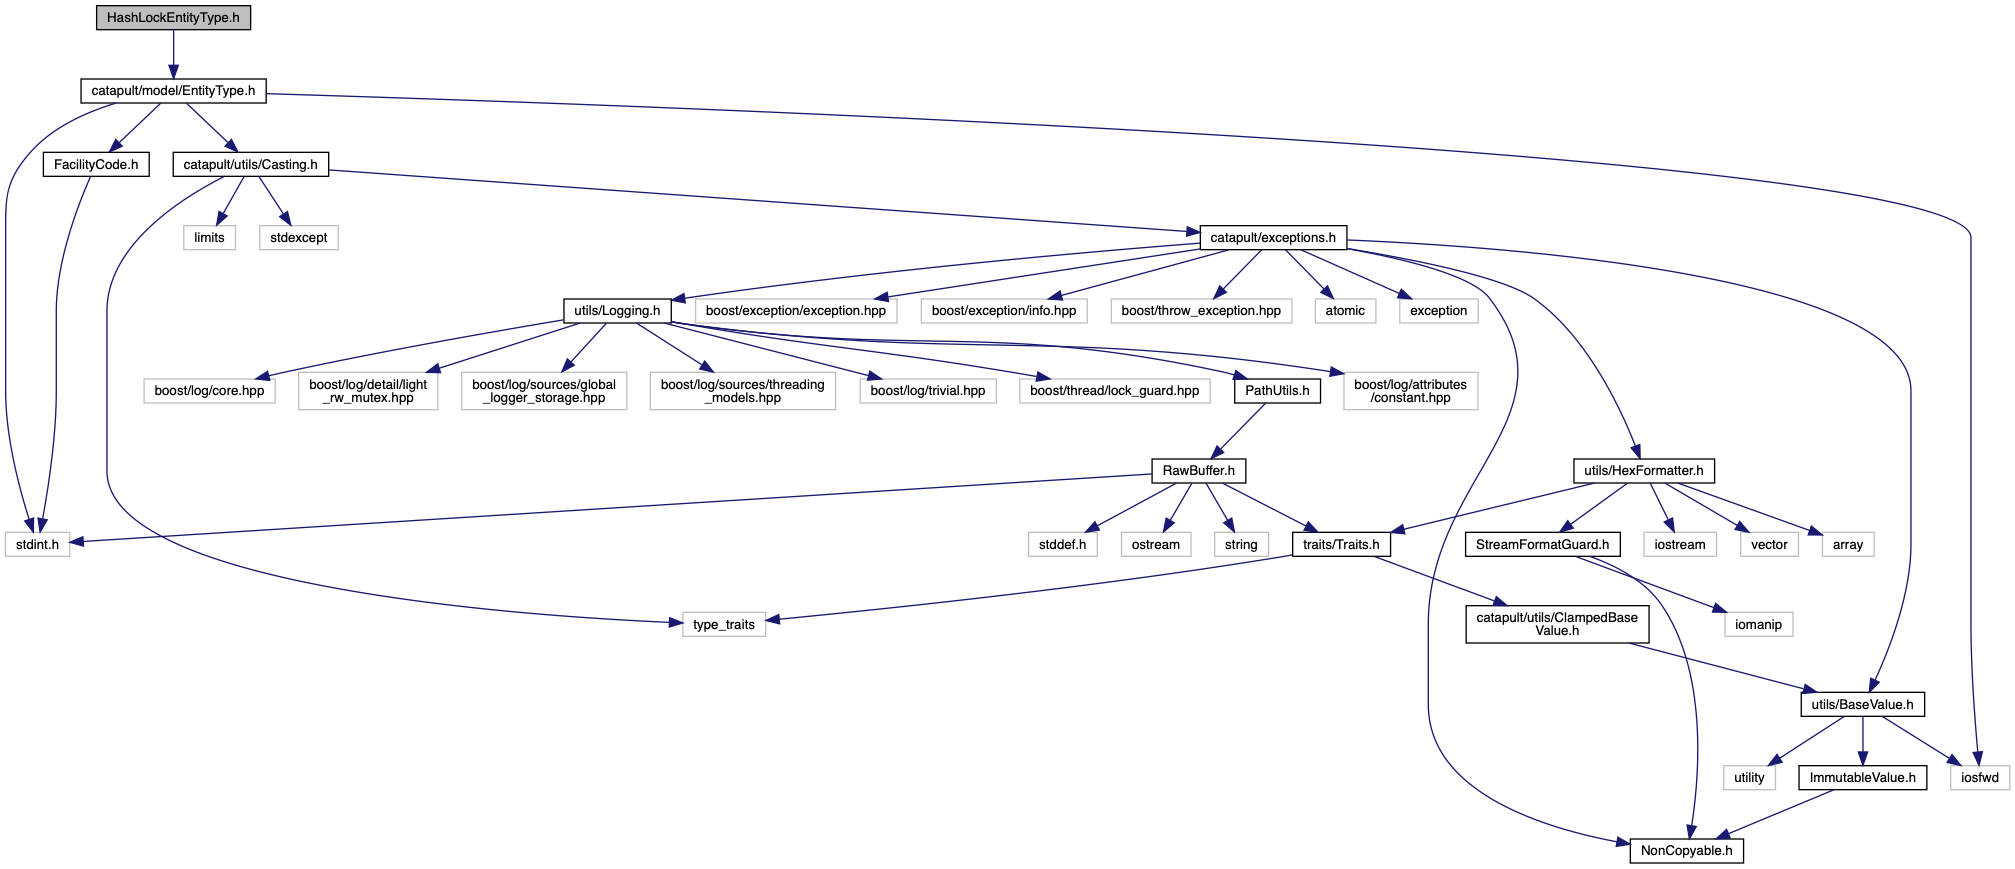 HashLockEntityType.h
catapult/model/EntityType.h
FacilityCode.h
catapult/utils/Casting.h
limits
stdexcept
catapult/exceptions.h
utils/Logging.h
boost/exception/exception.hpp
boost/exception/info.hpp
boost/throw_exception.hpp
atomic
exception
boost/log/core.hpp
boost/log/detail/light
_rw_mutex.hpp
boost/log/sources/global
_logger_storage.hpp
boost/log/sources/threading
_models.hpp
boost/log/trivial.hpp
boost/thread/lock_guard.hpp
PathUtils.h
boost/log/attributes
/constant.hpp
RawBuffer.h
utils/HexFormatter.h
stdint.h
stddef.h
ostream
string
traits/Traits.h
StreamFormatGuard.h
iostream
vector
array
type_traits
catapult/utils/ClampedBase
Value.h
iomanip
utils/BaseValue.h
utility
ImmutableValue.h
iosfwd
NonCopyable.h